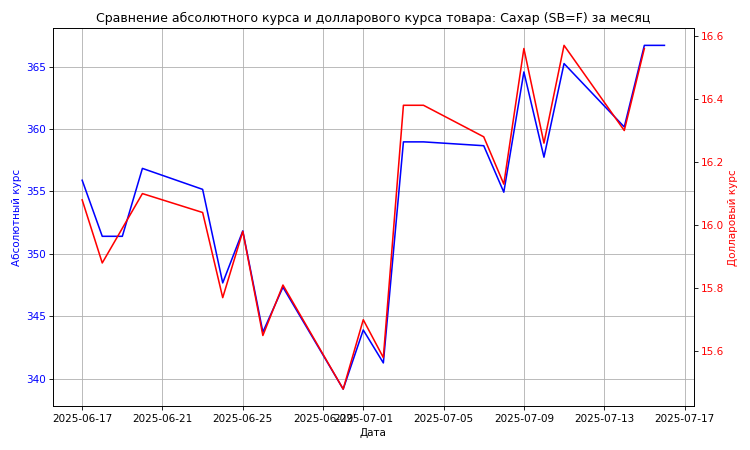 Сравнение абсолютного курса и долларового курса товара: Сахар (SB=F) за месяц
Абсолютный курс
365
360
355
350
345
340
Долларовый курс
16.6
16.4
16.2
16.0
15.8
15.6
2025-06-17 2025-06-21 2025-06-25 2025-06-29 2025-07-01 2025-07-05 2025-07-09 2025-07-13 2025-07-17
Дата